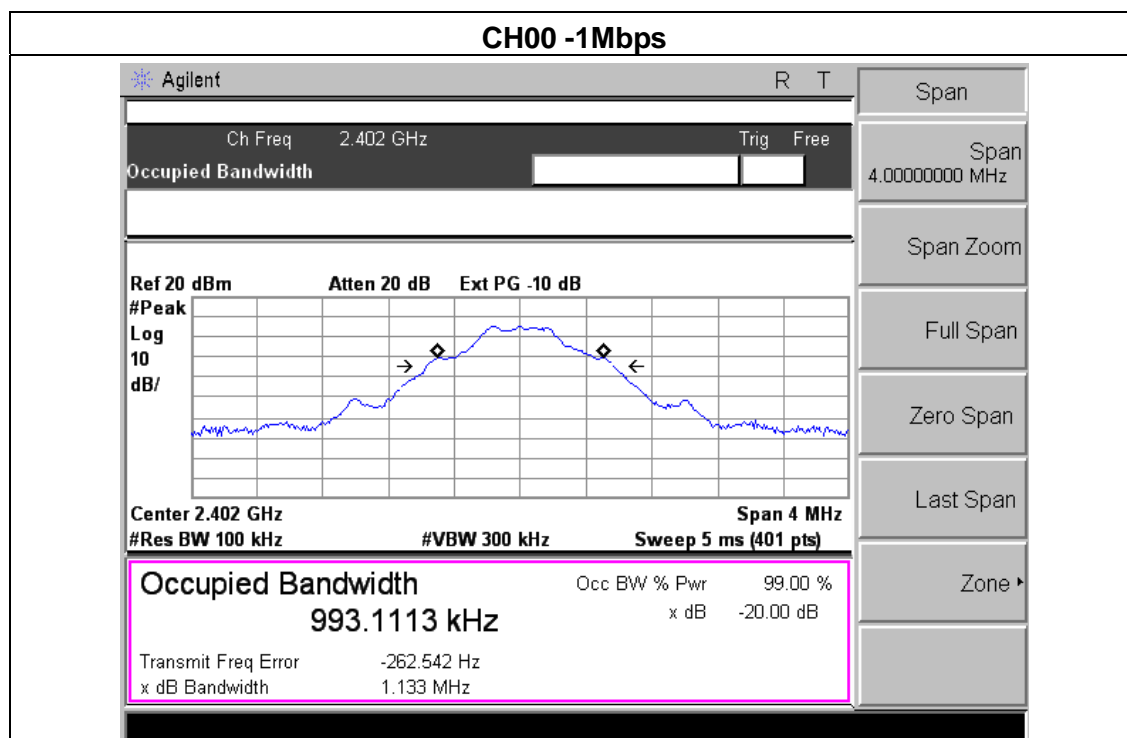 CH00 -1Mbps
Agilent R T
Ch Freq 2.402 GHz Trig Free
Occupied Bandwidth
Ref 20 dBm Atten 20 dB Ext PG -10 dB
#Peak
Log
10
dB/
Center 2.402 GHz Span 4 MHz
#Res BW 100 kHz #VBW 300 kHz Sweep 5 ms (401 pts)
Occupied Bandwidth Occ BW % Pwr 99.00 %
993.1113 kHz x dB -20.00 dB
Transmit Freq Error -262.542 Hz
x dB Bandwidth 1.133 MHz
Span
Span
4.00000000 MHz
Span Zoom
Full Span
Zero Span
Last Span
Zone